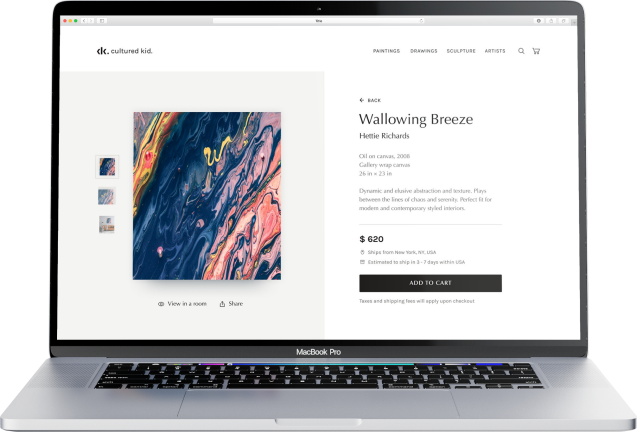 cultured kid.
PAINTINGS DRAWINGS SCULPTURE ARTISTS
BACK
Wallowing Breeze
Hettie Richards
Oil on canvas, 2008
Gallery wrap canvas
26 in × 23 in
Dynamic and elusive abstraction and texture. Plays
between the lines of chaos and serenity. Perfect fit for
modern and contemporary styled interiors.
$ 620
Ships from New York, NY. USA
Estimated to ship in 3 - 7 days within USA
ADD TO CART
Taxes and shipping fees will apply upon checkout
View in a room Share
MacBook Pro